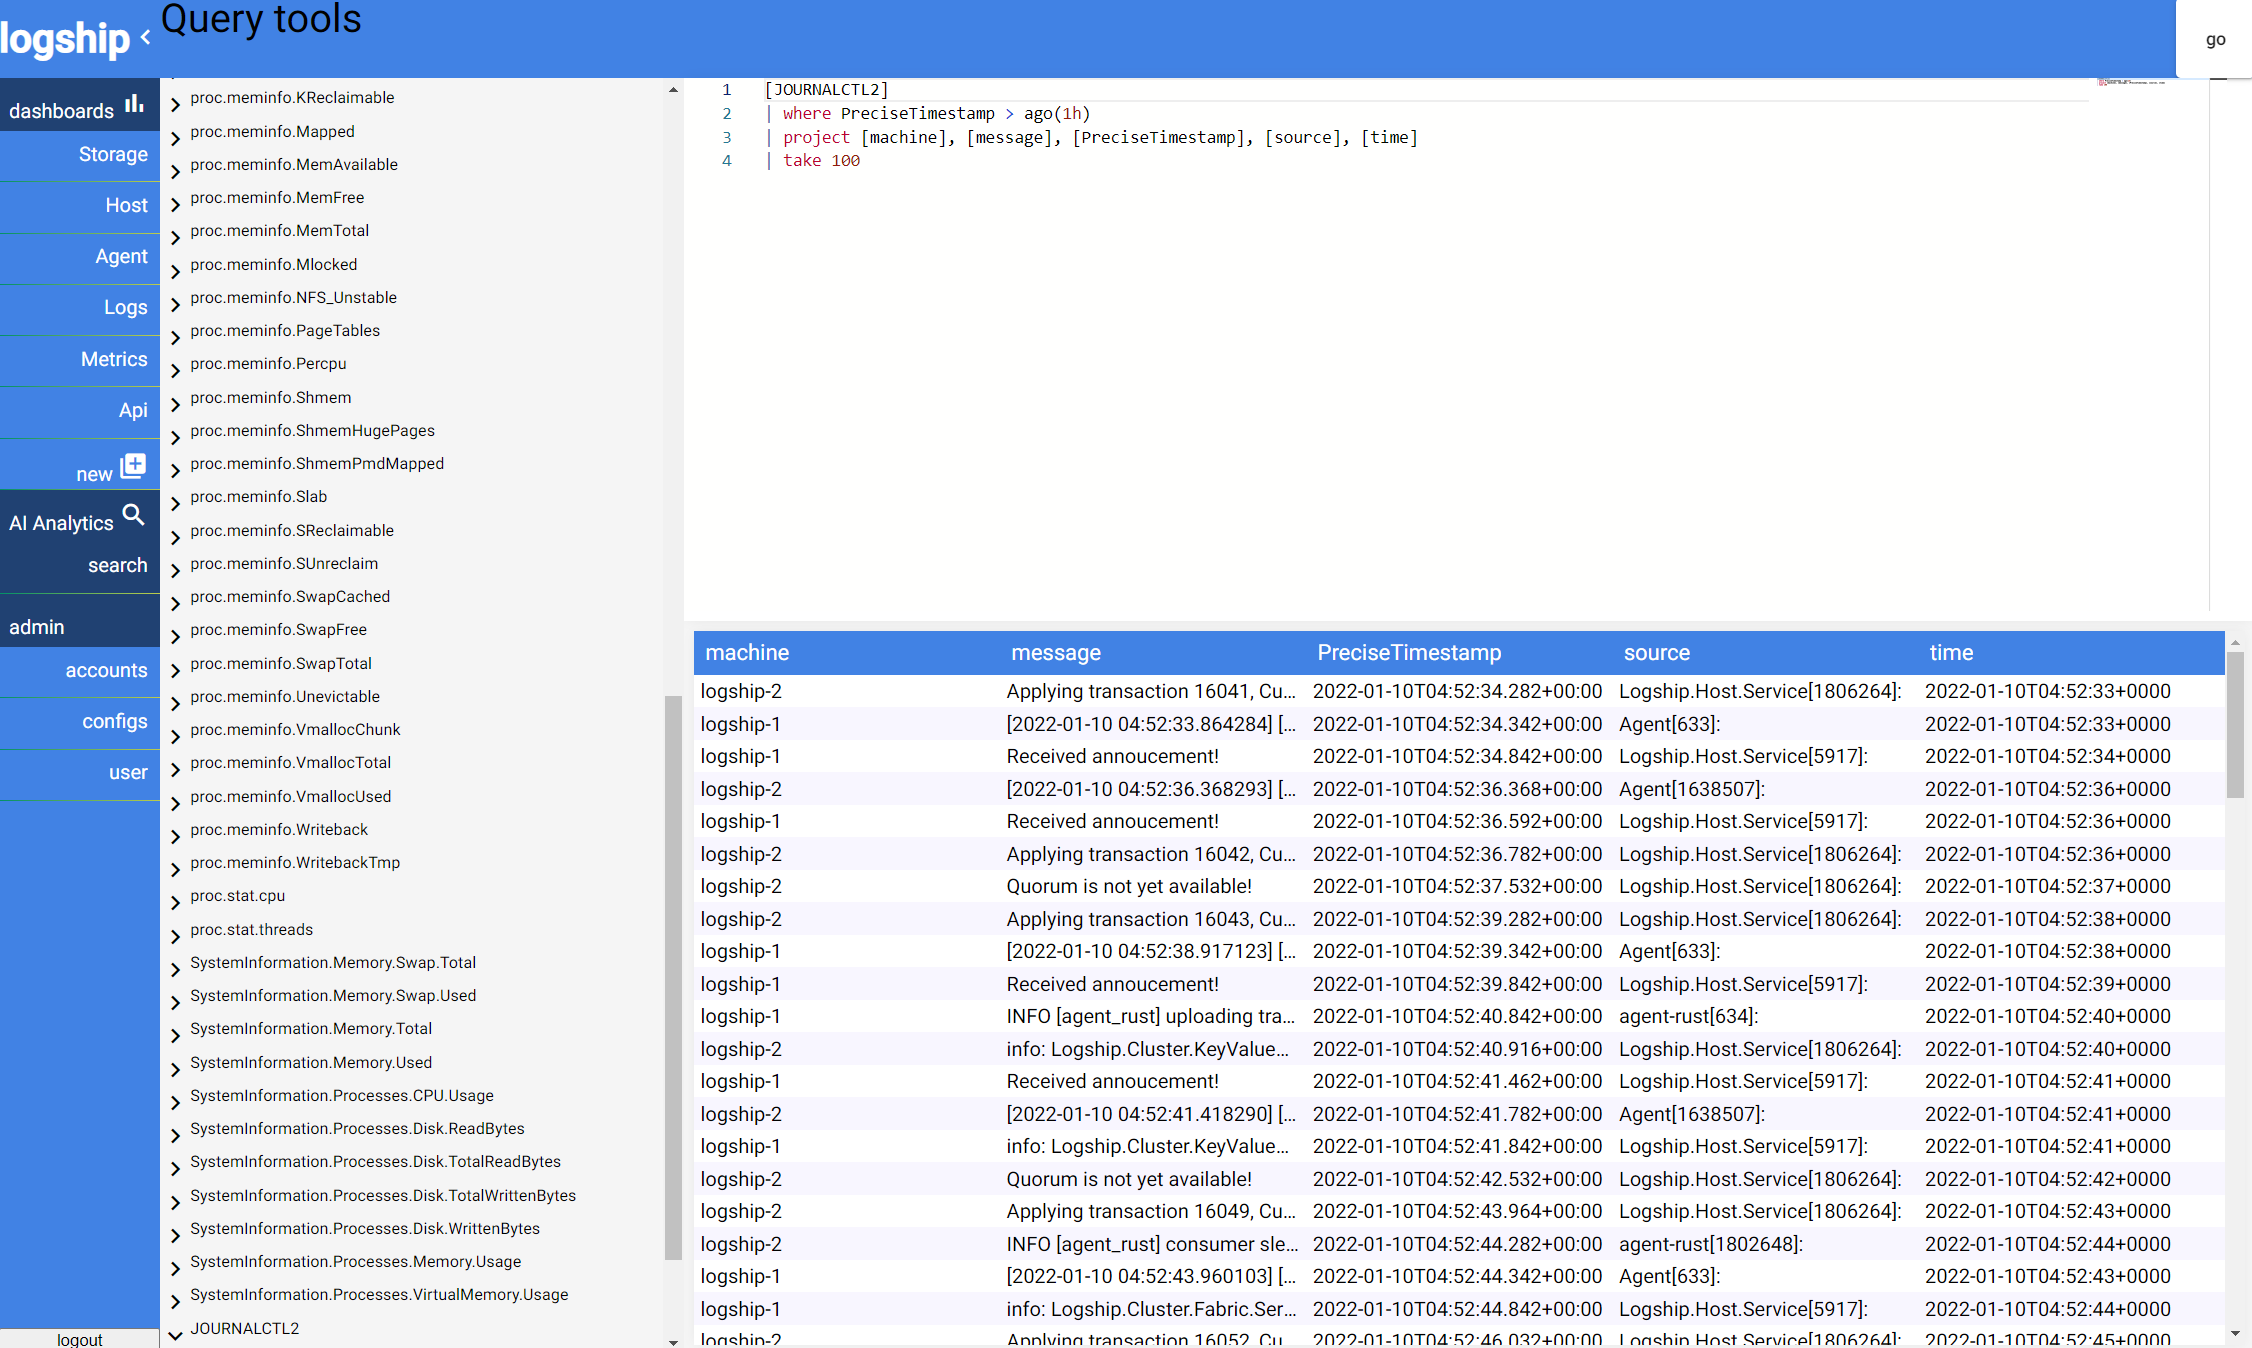 logship
Query tools
go
dashboards
Storage
Host
Agent
Logs
Metrics
Api
new
AI Analytics
search
admin
accounts
configs
user
logout
proc.meminfo.KReclaimable
proc.meminfo.Mapped
proc.meminfo.MemAvailable
proc.meminfo.MemFree
proc.meminfo.MemTotal
proc.meminfo.Mlocked
proc.meminfo.NFS_Unstable
proc.meminfo.PageTables
proc.meminfo.Percpu
proc.meminfo.Shmem
proc.meminfo.ShmemHugePages
proc.meminfo.ShmemPmdMapped
proc.meminfo.Slab
proc.meminfo.SReclaimable
proc.meminfo.SUnreclaim
proc.meminfo.SwapCached
proc.meminfo.SwapFree
proc.meminfo.SwapTotal
proc.meminfo.Unevictable
proc.meminfo.VmallocChunk
proc.meminfo.VmallocTotal
proc.meminfo.VmallocUsed
proc.meminfo.Writeback
proc.meminfo.WritebackTmp
proc.stat.cpu
proc.stat.threads
SystemInformation.Memory.Swap.Total
SystemInformation.Memory.Swap.Used
SystemInformation.Memory.Total
SystemInformation.Memory.Used
SystemInformation.Processes.CPU.Usage
SystemInformation.Processes.Disk.ReadBytes
SystemInformation.Processes.Disk.TotalReadBytes
SystemInformation.Processes.Disk.TotalWrittenBytes
SystemInformation.Processes.Disk.WrittenBytes
SystemInformation.Processes.Memory.Usage
SystemInformation.Processes.VirtualMemory.Usage
JOURNALCTL2
1 [JOURNALCTL2]
2 | where PreciseTimestamp > ago(1h)
3 | project [machine], [message], [PreciseTimestamp], [source], [time]
4 | take 100
machine message PreciseTimestamp source time
logship-2 Applying transaction 16041, Cu... 2022-01-10T04:52:34.282+00:00 Logship.Host.Service[1806264]: 2022-01-10T04:52:33+0000
logship-1 [2022-01-10 04:52:33.864284] [... 2022-01-10T04:52:34.342+00:00 Agent[633]: 2022-01-10T04:52:33+0000
logship-1 Received annoucement! 2022-01-10T04:52:34.842+00:00 Logship.Host.Service[5917]: 2022-01-10T04:52:34+0000
logship-2 [2022-01-10 04:52:36.368293] [... 2022-01-10T04:52:36.368+00:00 Agent[1638507]: 2022-01-10T04:52:36+0000
logship-1 Received annoucement! 2022-01-10T04:52:36.592+00:00 Logship.Host.Service[5917]: 2022-01-10T04:52:36+0000
logship-2 Applying transaction 16042, Cu... 2022-01-10T04:52:36.782+00:00 Logship.Host.Service[1806264]: 2022-01-10T04:52:36+0000
logship-2 Quorum is not yet available! 2022-01-10T04:52:37.532+00:00 Logship.Host.Service[1806264]: 2022-01-10T04:52:37+0000
logship-2 Applying transaction 16043, Cu... 2022-01-10T04:52:39.282+00:00 Logship.Host.Service[1806264]: 2022-01-10T04:52:38+0000
logship-1 [2022-01-10 04:52:38.917123] [... 2022-01-10T04:52:39.342+00:00 Agent[633]: 2022-01-10T04:52:38+0000
logship-1 Received annoucement! 2022-01-10T04:52:39.842+00:00 Logship.Host.Service[5917]: 2022-01-10T04:52:39+0000
logship-1 INFO [agent_rust] uploading tra... 2022-01-10T04:52:40.842+00:00 agent-rust[634]: 2022-01-10T04:52:40+0000
logship-2 info: Logship.Cluster.KeyValue... 2022-01-10T04:52:40.916+00:00 Logship.Host.Service[1806264]: 2022-01-10T04:52:40+0000
logship-1 Received annoucement! 2022-01-10T04:52:41.462+00:00 Logship.Host.Service[5917]: 2022-01-10T04:52:41+0000
logship-2 [2022-01-10 04:52:41.418290] [... 2022-01-10T04:52:41.782+00:00 Agent[1638507]: 2022-01-10T04:52:41+0000
logship-1 info: Logship.Cluster.KeyValue... 2022-01-10T04:52:41.842+00:00 Logship.Host.Service[5917]: 2022-01-10T04:52:41+0000
logship-2 Quorum is not yet available! 2022-01-10T04:52:42.532+00:00 Logship.Host.Service[1806264]: 2022-01-10T04:52:42+0000
logship-2 Applying transaction 16049, Cu... 2022-01-10T04:52:43.964+00:00 Logship.Host.Service[1806264]: 2022-01-10T04:52:43+0000
logship-2 INFO [agent_rust] consumer sle... 2022-01-10T04:52:44.282+00:00 agent-rust[1802648]: 2022-01-10T04:52:44+0000
logship-1 [2022-01-10 04:52:43.960103] [... 2022-01-10T04:52:44.342+00:00 Agent[633]: 2022-01-10T04:52:43+0000
logship-1 info: Logship.Cluster.Fabric.Ser... 2022-01-10T04:52:44.842+00:00 Logship.Host.Service[5917]: 2022-01-10T04:52:44+0000
logship-2 Applying transaction 16052, Cu... 2022-01-10T04:52:46.032+00:00 Logship.Host.Service[1806264]: 2022-01-10T04:52:45+0000